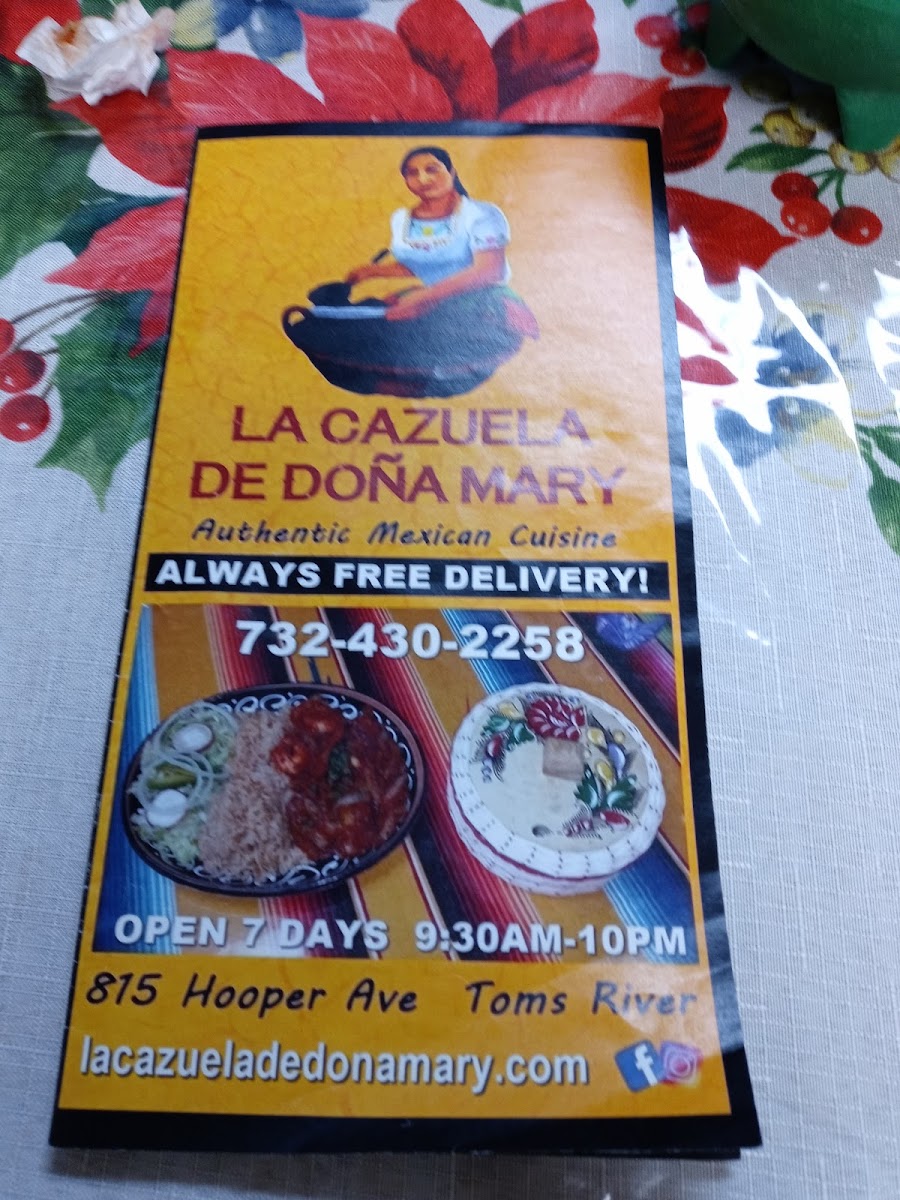 LA CAZUELA
DE DOÑA MARY
Authentic Mexican Cuisine
ALWAYS FREE DELIVERY!
732-430-2258
OPEN 7 DAYS 9:30AM-10PM
815 Hooper Ave Toms River
lacazueladedonamary.com